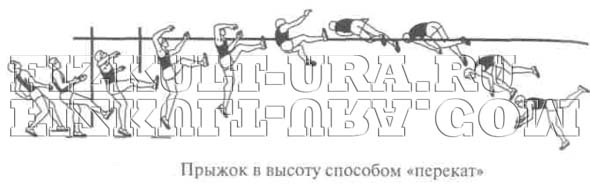 FIZKULT-URA.RU
FIZKULT-URA.COM
Прыжок в высоту способом «перекат»